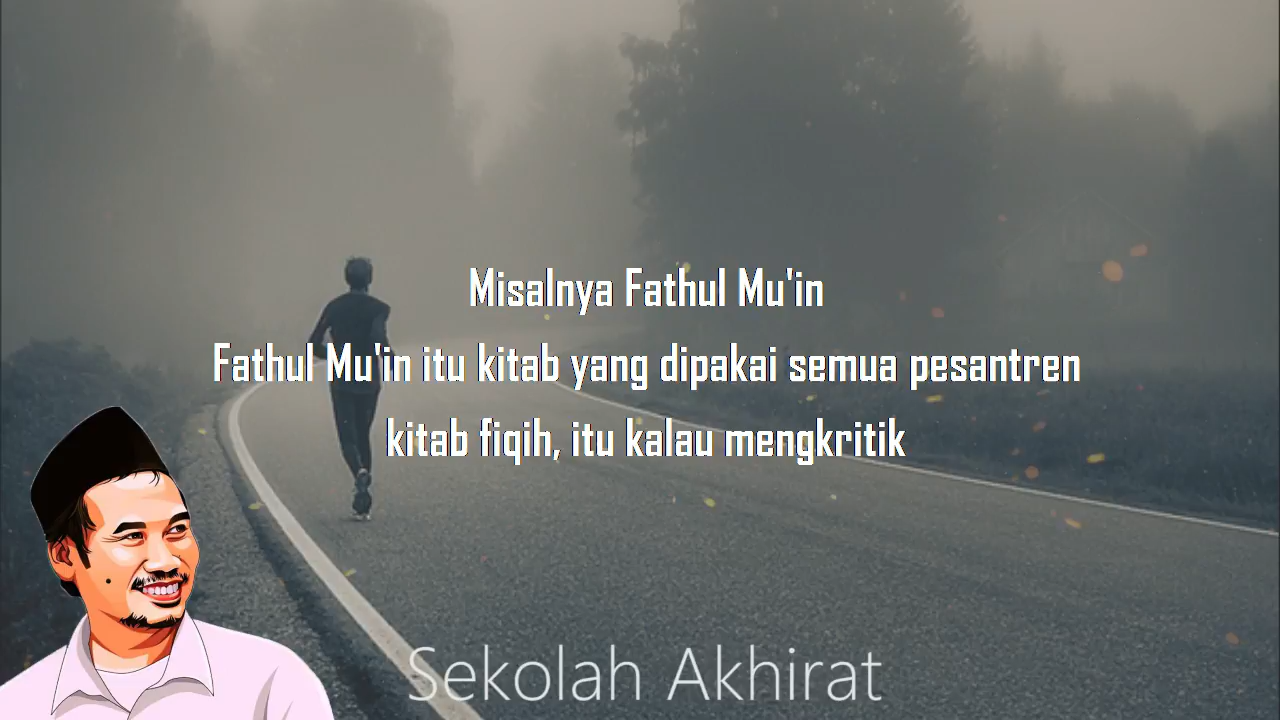 Misalnya Fathul Mu'in
Fathul Mu'in itu kitab yang dipakai semua pesantren
kitab fiqih, itu kalau mengkritik
Sekolah Akhirat